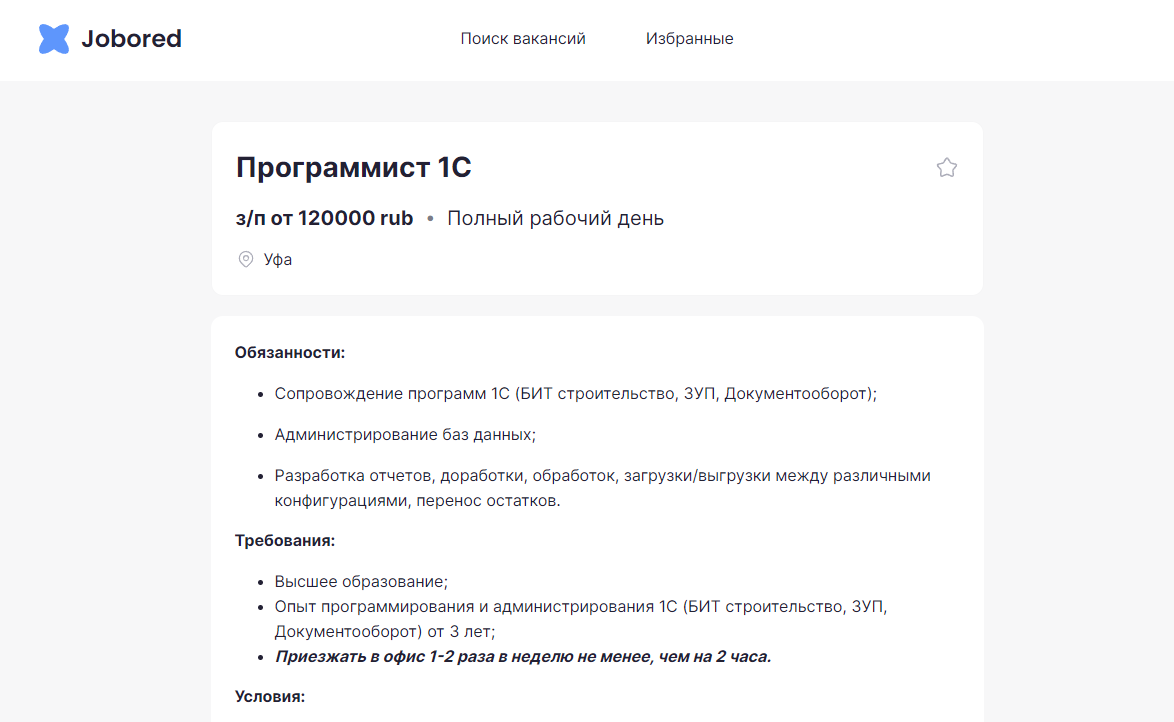 Jobored
Поиск вакансий
Избранные
Программист 1С
з/п от 120000 rub • Полный рабочий день
Уфа
Обязанности:
• Сопровождение программ 1С (БИТ строительство, ЗУП, Документооборот);
• Администрирование баз данных;
• Разработка отчетов, доработки, обработок, загрузки/выгрузки между различными
конфигурациями, перенос остатков.
Требования:
• Высшее образование;
• Опыт программирования и администрирования 1С (БИТ строительство, ЗУП,
Документооборот) от 3 лет;
• Приезжать в офис 1-2 раза в неделю не менее, чем на 2 часа.
Условия: